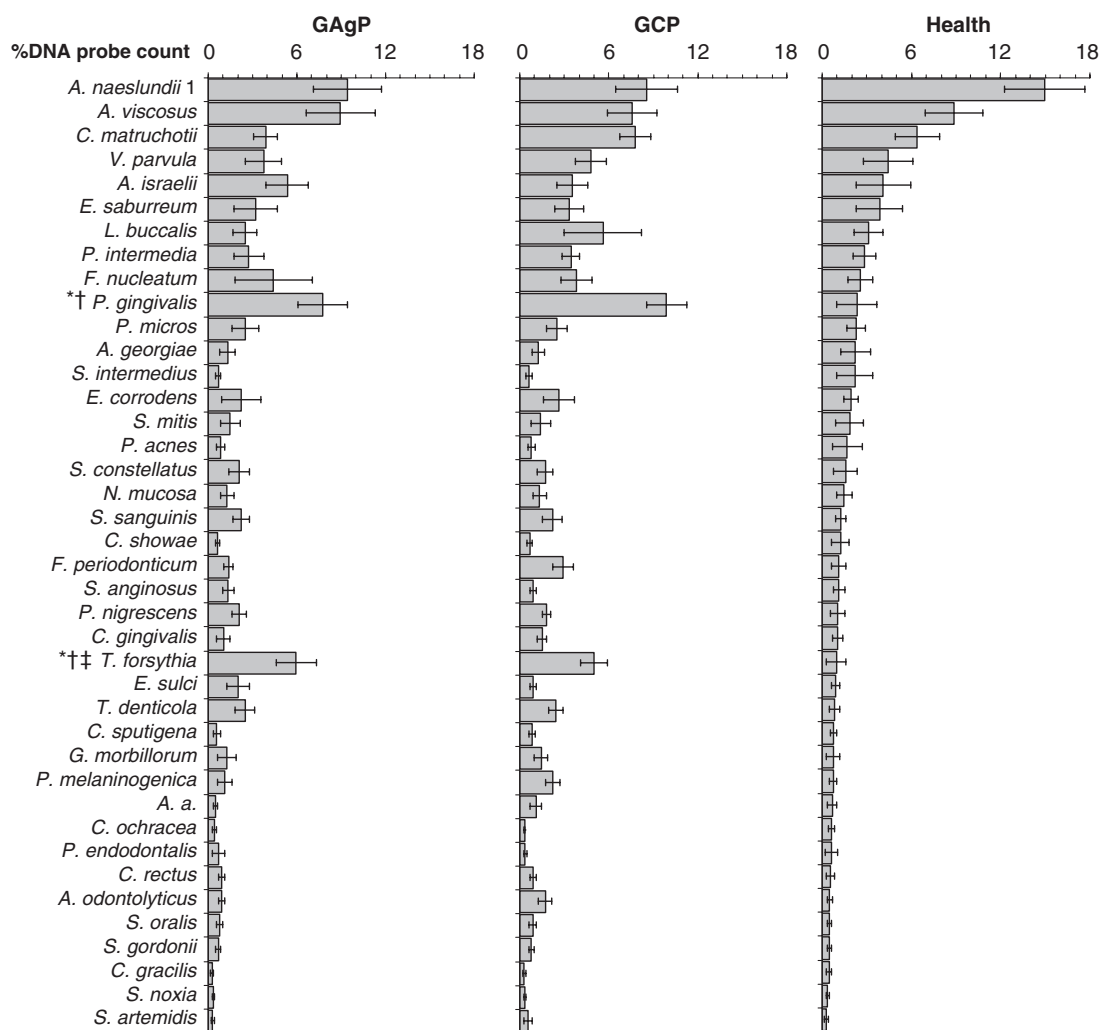 GAgP GCP Health
%DNA probe count 0 6 12 18 0 6 12 18 0 6 12 18
A. naeslundii 1
A. viscosus
C. matruchotii
V. parvula
A. israelii
E. saburreum
L. buccalis
P. intermedia
F. nucleatum
*† P. gingivalis
P. micros
A. georgiae
S. intermedius
E. corrodens
S. mitis
P. acnes
S. constellatus
N. mucosa
S. sanguinis
C. showae
F. periodonticum
S. anginosus
P. nigrescens
C. gingivalis
*†‡ T. forsythia
E. sulci
T. denticola
C. sputigena
G. morbillorum
P. melaninogenica
A. a.
C. ochracea
P. endodontalis
C. rectus
A. odontolyticus
S. oralis
S. gordonii
C. gracilis
S. noxia
S. artemidis